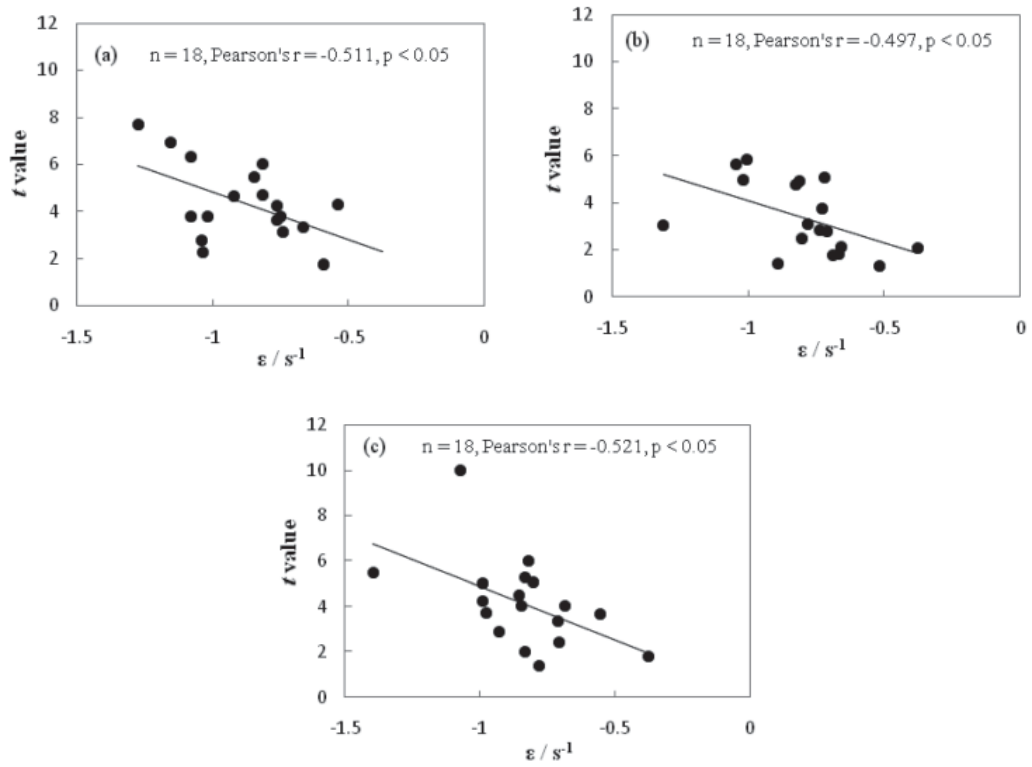 (a) n = 18, Pearson's r = -0.511, p < 0.05
12
10
8
6
4
2
0
t value
-1.5 -1 -0.5 0
ε / s⁻¹
(b) n = 18, Pearson's r = -0.497, p < 0.05
12
10
8
6
4
2
0
t value
-1.5 -1 -0.5 0
ε / s⁻¹
(c) n = 18, Pearson's r = -0.521, p < 0.05
12
10
8
6
4
2
0
t value
-1.5 -1 -0.5 0
ε / s⁻¹